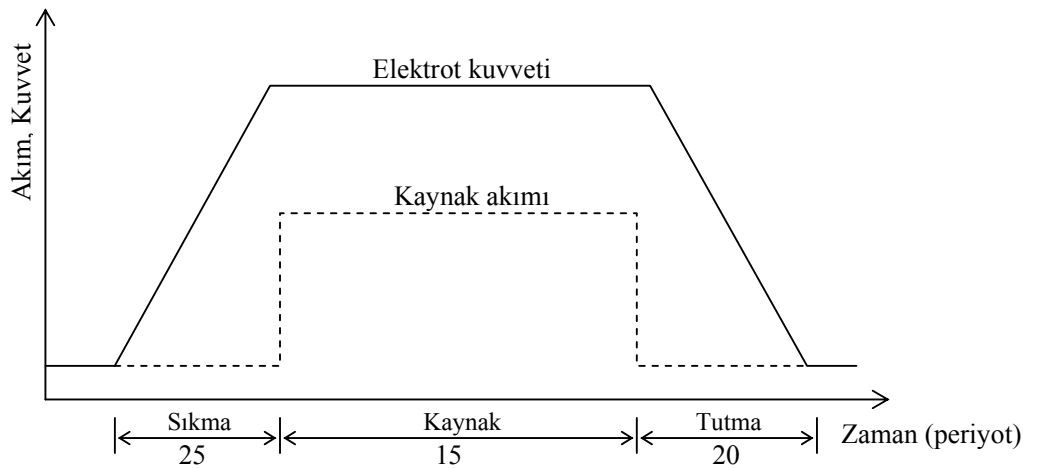 Akım, Kuvvet
Elektrot kuvveti
Kaynak akımı
Sıkma
Kaynak
Tutma
25
15
20
Zaman (periyot)